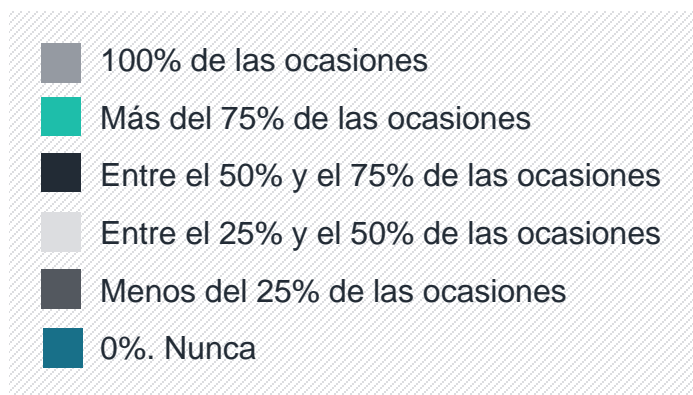 100% de las ocasiones
Más del 75% de las ocasiones
Entre el 50% y el 75% de las ocasiones
Entre el 25% y el 50% de las ocasiones
Menos del 25% de las ocasiones
0%. Nunca